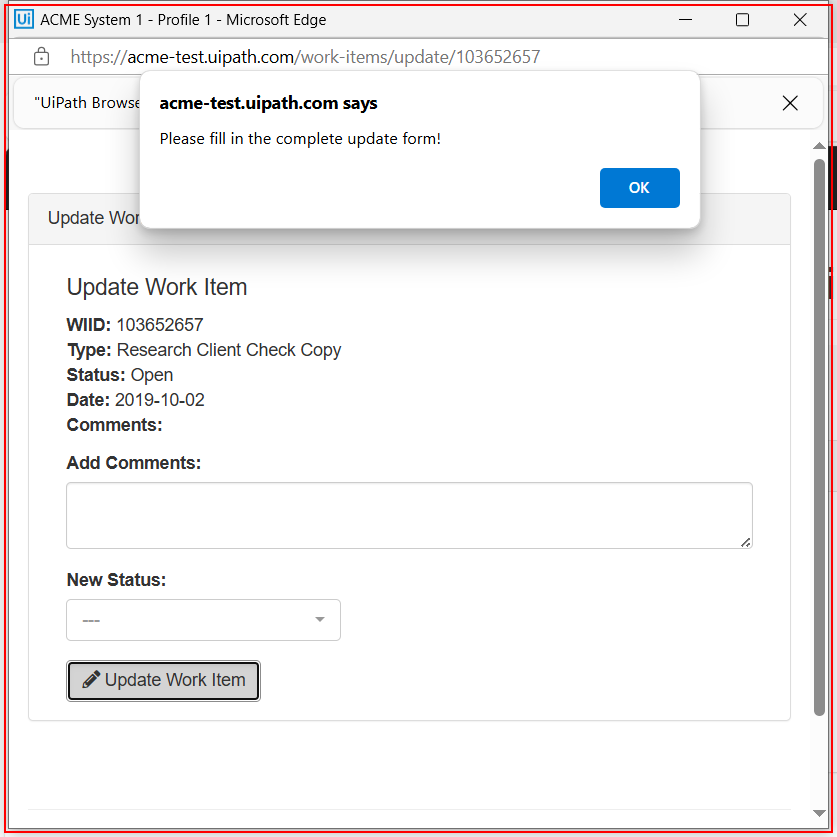 Ui ACME System 1 - Profile 1 - Microsoft Edge
https://acme-test.uipath.com/work-items/update/103652657
"UiPath Browse
acme-test.uipath.com says
Please fill in the complete update form!
OK
Update Wor
Update Work Item
WIID: 103652657
Type: Research Client Check Copy
Status: Open
Date: 2019-10-02
Comments:
Add Comments:
New Status:
---
Update Work Item